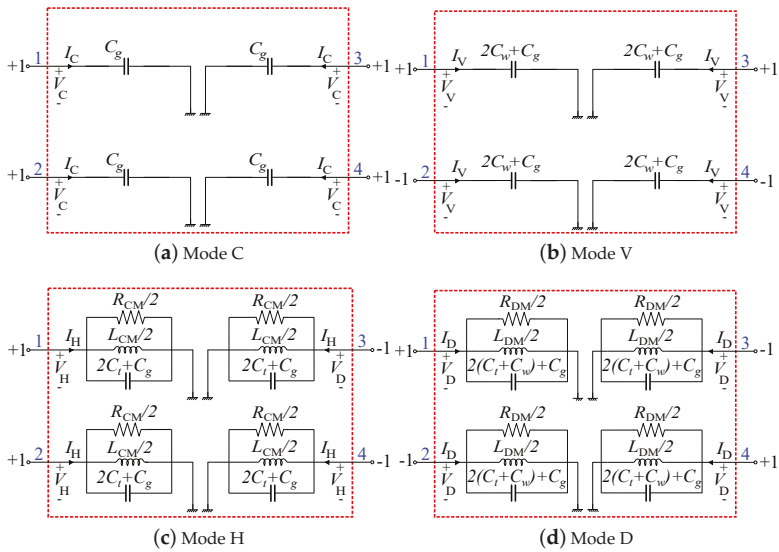 1 I_C C_g C_g I_C 3
+1 + V_C - + V_C - +1
2 I_C C_g C_g I_C 4
+1 + V_C - + V_C - +1
(a) Mode C
1 I_V 2C_w+C_g 2C_w+C_g I_V 3
+1 + V_V - + V_V - +1
2 I_V 2C_w+C_g 2C_w+C_g I_V 4
-1 + V_V - + V_V - -1
(b) Mode V
R_CM/2 R_CM/2
1 I_H L_CM/2 L_CM/2 I_H 3
+1 + V_H - 2C_t+C_g 2C_t+C_g + V_D - -1
R_CM/2 R_CM/2
2 I_H L_CM/2 L_CM/2 I_H 4
+1 + V_H - 2C_t+C_g 2C_t+C_g + V_H - -1
(c) Mode H
R_DM/2 R_DM/2
1 I_D L_DM/2 L_DM/2 I_D 3
+1 + V_D - 2(C_t+C_w)+C_g 2(C_t+C_w)+C_g + V_D - -1
R_DM/2 R_DM/2
2 I_D L_DM/2 L_DM/2 I_D 4
-1 + V_D - 2(C_t+C_w)+C_g 2(C_t+C_w)+C_g + V_D - +1
(d) Mode D